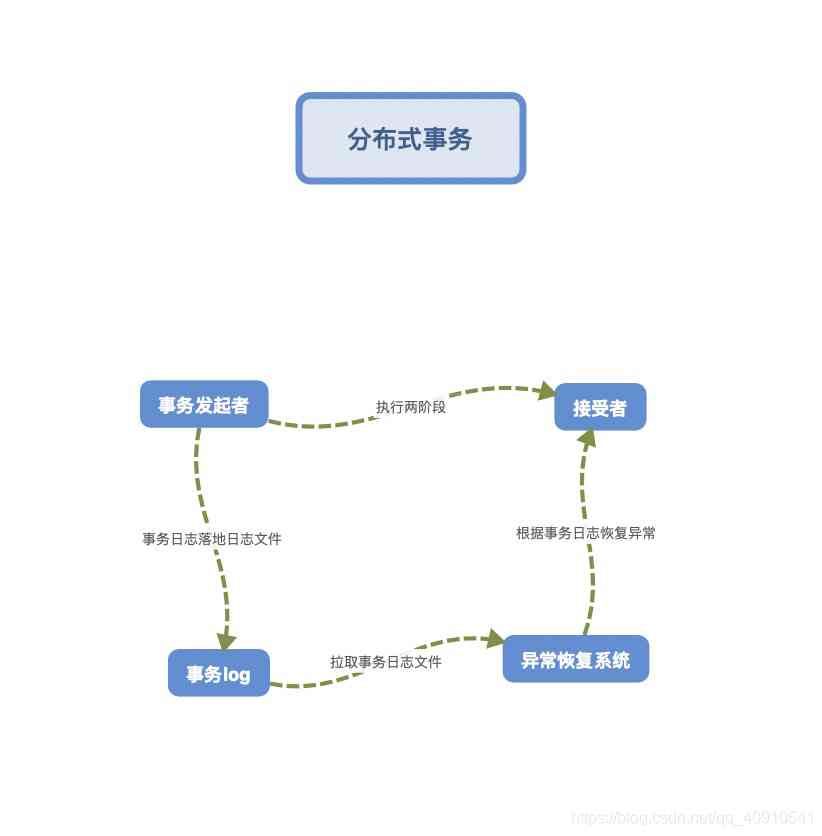 分布式事务
事务发起者
执行两阶段
接受者
事务日志落地日志文件
根据事务日志恢复异常
事务log
拉取事务日志文件
异常恢复系统
https://blog.csdn.net/qq_40910541